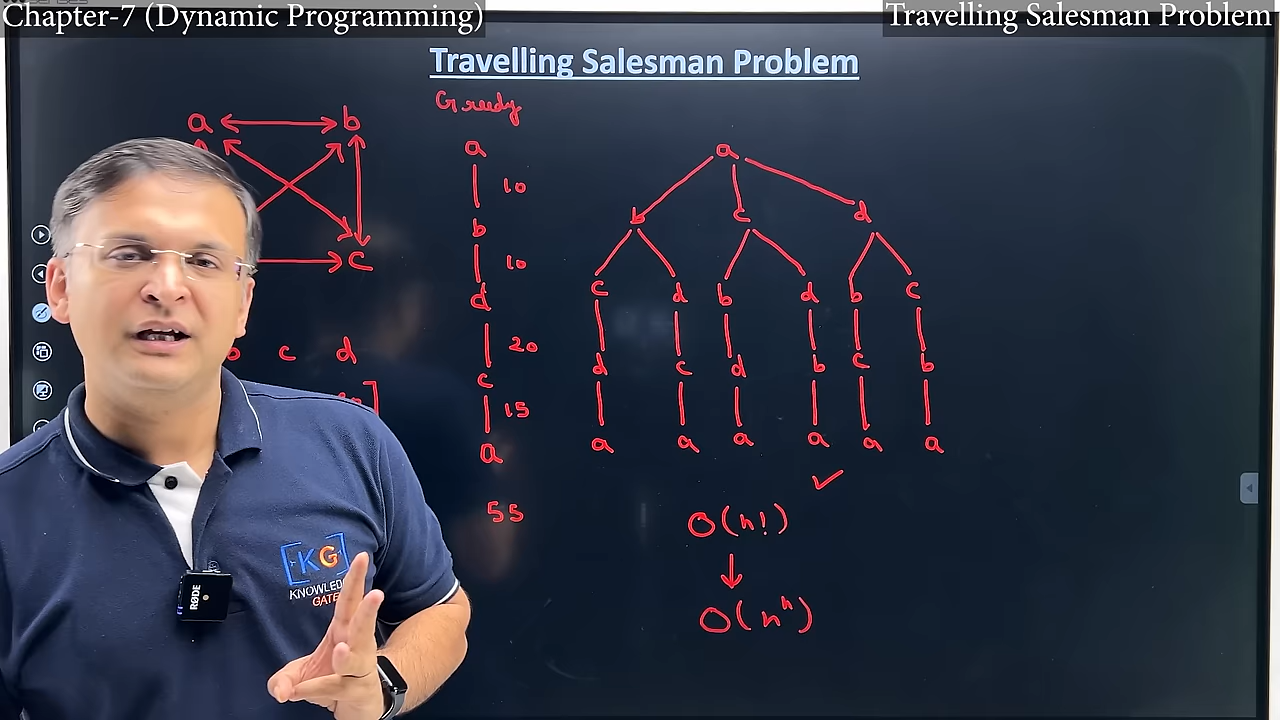 Chapter-7 (Dynamic Programming)
Travelling Salesman Problem
Travelling Salesman Problem
Greedy
a b
c
c d
a
10
b
10
d
20
c
15
a
55
a
b c d
c d b d b c
d c d b c b
a a a a a a
O(n!)
O(nⁿ)
KG
KNOWLEDGE
GATE
RØDE